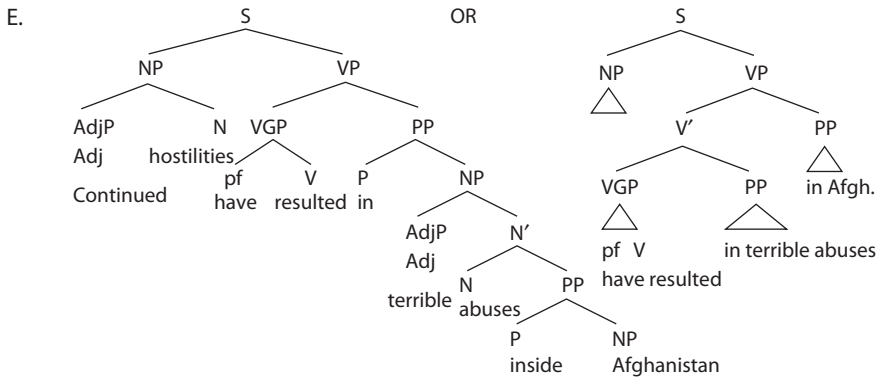 E. S OR S
NP VP NP VP
AdjP N VGP PP V′ PP
Adj hostilities in Afgh.
pf V P NP VGP PP
Continued have resulted in
AdjP N′
Adj pf V in terrible abuses
N PP have resulted
terrible abuses
P NP
inside Afghanistan